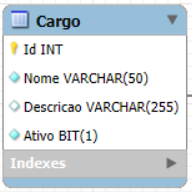 Cargo
Id INT
Nome VARCHAR(50)
Descricao VARCHAR(255)
Ativo BIT(1)
Indexes